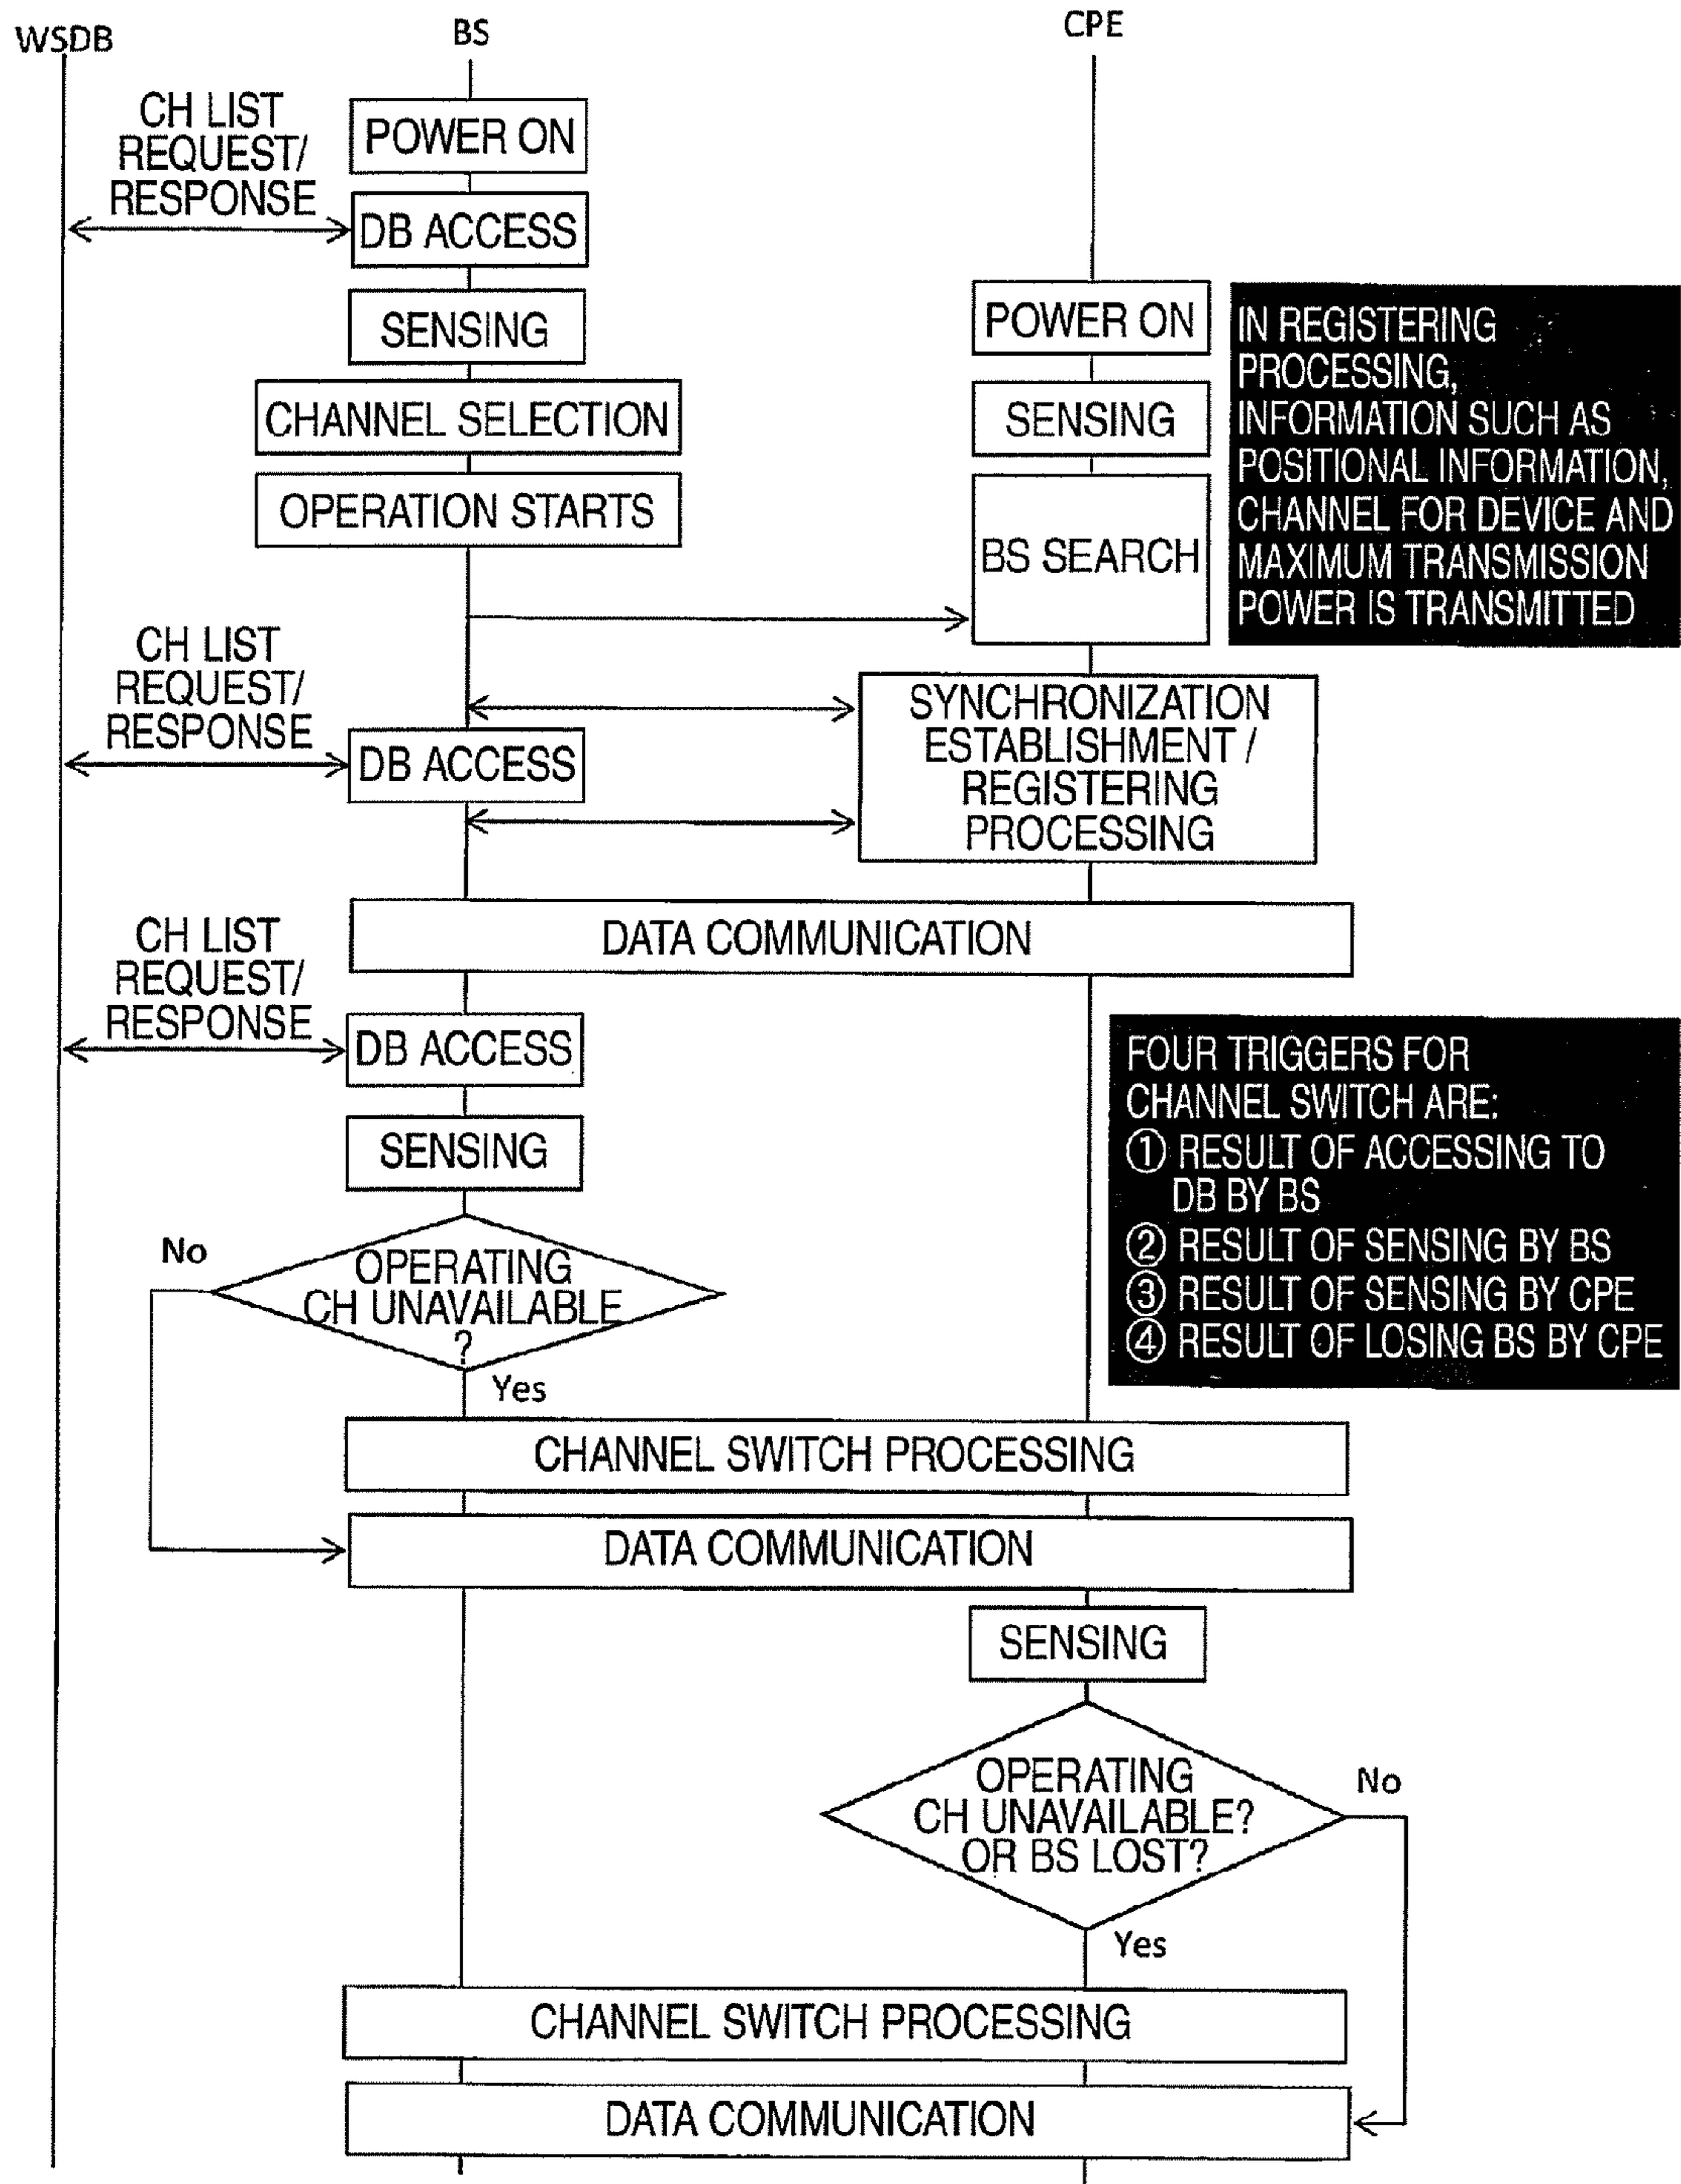 WSDB
BS
CPE
CH LIST
REQUEST/
RESPONSE
POWER ON
DB ACCESS
SENSING
CHANNEL SELECTION
OPERATION STARTS
POWER ON
SENSING
BS SEARCH
IN REGISTERING
PROCESSING,
INFORMATION SUCH AS
POSITIONAL INFORMATION,
CHANNEL FOR DEVICE AND
MAXIMUM TRANSMISSION
POWER IS TRANSMITTED
CH LIST
REQUEST/
RESPONSE
DB ACCESS
SYNCHRONIZATION
ESTABLISHMENT /
REGISTERING
PROCESSING
DATA COMMUNICATION
CH LIST
REQUEST/
RESPONSE
DB ACCESS
SENSING
FOUR TRIGGERS FOR
CHANNEL SWITCH ARE:
① RESULT OF ACCESSING TO
DB BY BS
② RESULT OF SENSING BY BS
③ RESULT OF SENSING BY CPE
④ RESULT OF LOSING BS BY CPE
No
OPERATING
CH UNAVAILABLE
?
Yes
CHANNEL SWITCH PROCESSING
DATA COMMUNICATION
SENSING
OPERATING
CH UNAVAILABLE?
OR BS LOST?
No
Yes
CHANNEL SWITCH PROCESSING
DATA COMMUNICATION